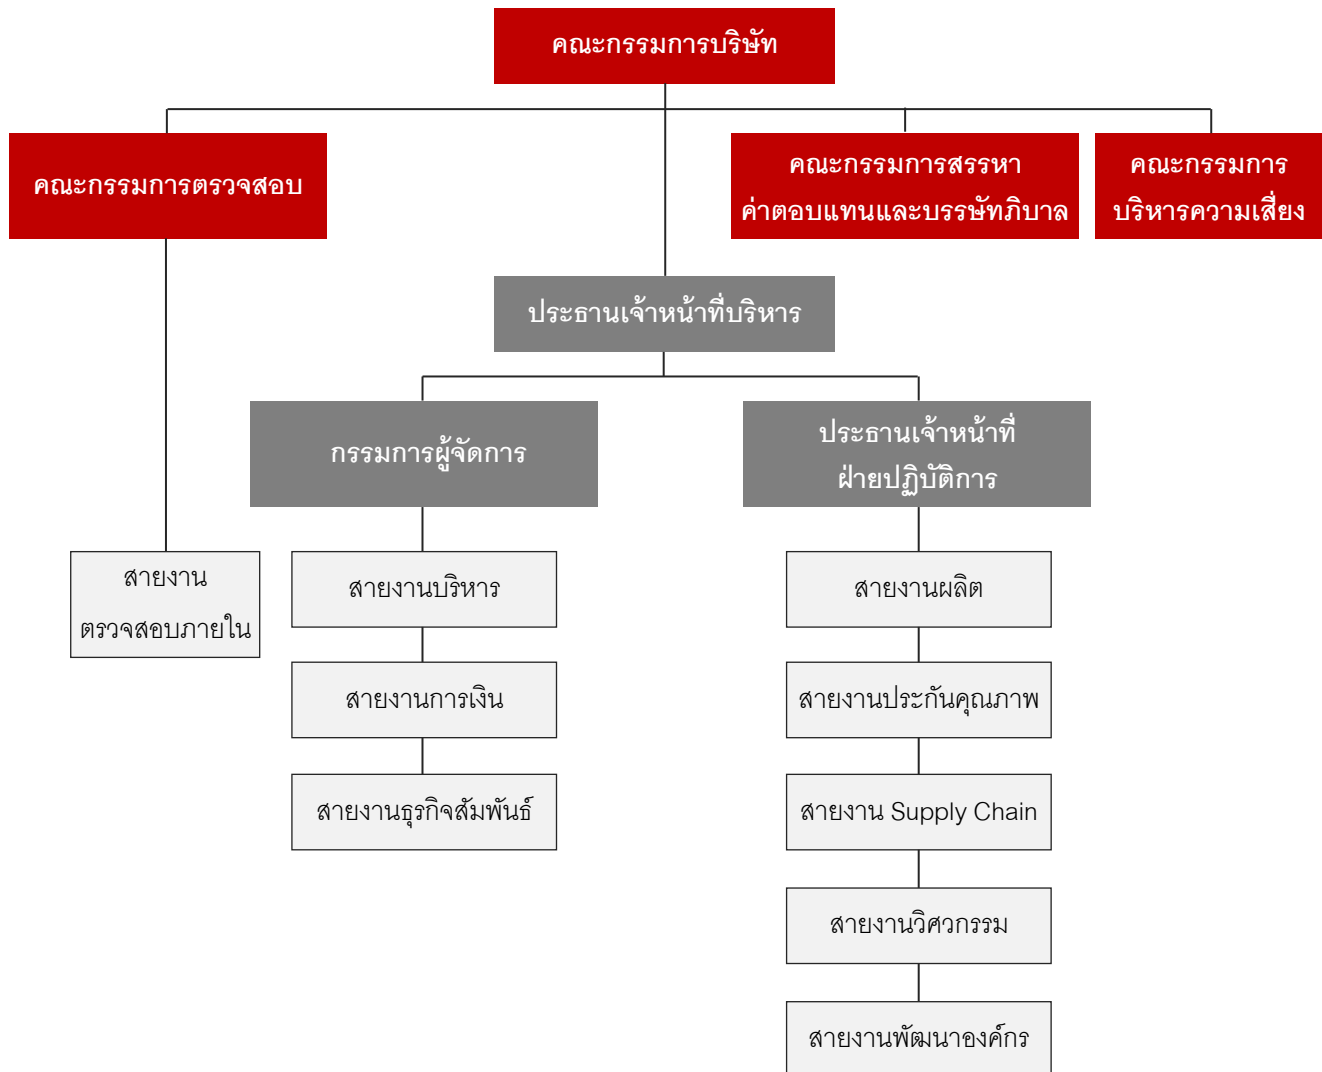 คณะกรรมการบริษัท
คณะกรรมการตรวจสอบ
คณะกรรมการสรรหา
ค่าตอบแทนและบรรษัทภิบาล
คณะกรรมการ
บริหารความเสี่ยง
ประธานเจ้าหน้าที่บริหาร
กรรมการผู้จัดการ
ประธานเจ้าหน้าที่
ฝ่ายปฏิบัติการ
สายงาน
ตรวจสอบภายใน
สายงานบริหาร
สายงานการเงิน
สายงานธุรกิจสัมพันธ์
สายงานผลิต
สายงานประกันคุณภาพ
สายงาน Supply Chain
สายงานวิศวกรรม
สายงานพัฒนาองค์กร